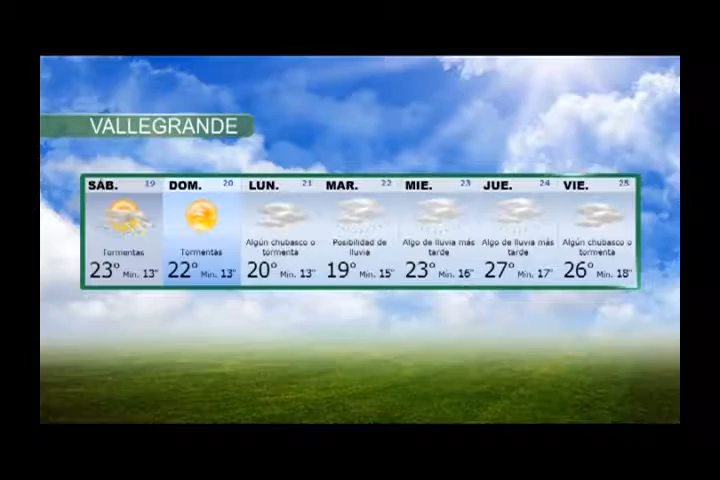 VALLEGRANDE
SÁB. 19 DOM. 20 LUN. 21 MAR. 22 MIE. 23 JUE. 24 VIE. 25
Tormentas
23° Min. 13°
Tormentas
22° Min. 13°
Algún chubasco o
tormenta
20° Min. 13°
Posibilidad de
lluvia
19° Min. 15°
Algo de lluvia más
tarde
23° Min. 16°
Algo de lluvia más
tarde
27° Min. 17°
Algún chubasco o
tormenta
26° Min. 18°